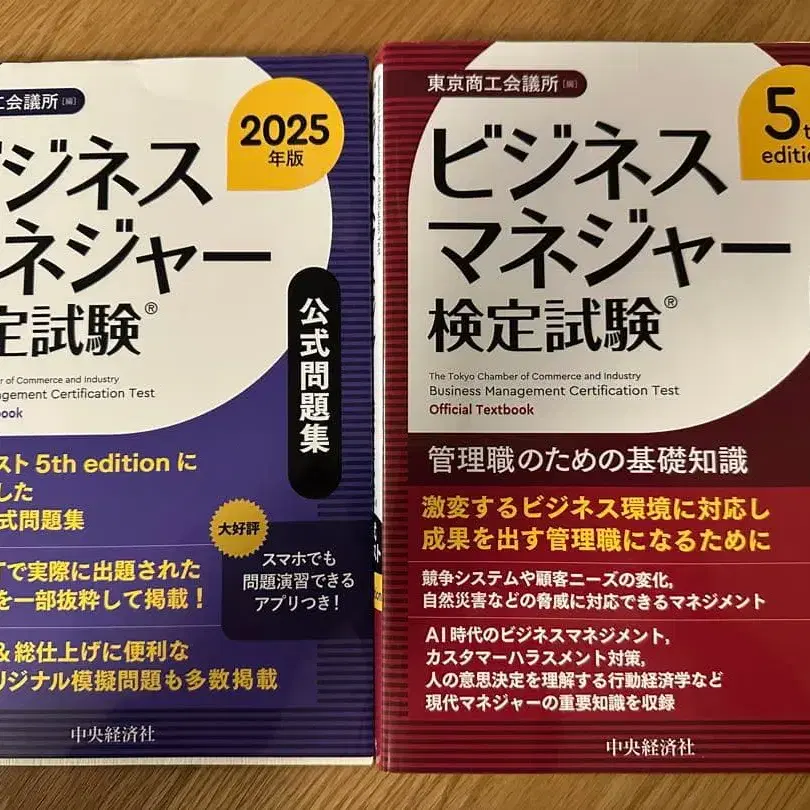 工会議所[編]
2025
年版
ジネス
ネジャー
定試験®
er of Commerce and Industry
agement Certification Test
book
公式問題集
スト 5th edition に
した
式問題集
大好評
スマホでも
問題演習できる
アプリつき!
Tで実際に出題された
を一部抜粋して掲載!
& 総仕上げに便利な
リジナル模擬問題も多数掲載
中央経済社
東京商工会議所[編]
5t
editio
ビジネス
マネジャー
検定試験®
The Tokyo Chamber of Commerce and Industry
Business Management Certification Test
Official Textbook
管理職のための基礎知識
激変するビジネス環境に対応し
成果を出す管理職になるために
競争システムや顧客ニーズの変化,
自然災害などの脅威に対応できるマネジメント
AI時代のビジネスマネジメント,
カスタマーハラスメント対策,
人の意思決定を理解する行動経済学など
現代マネジャーの重要知識を収録
中央経済社